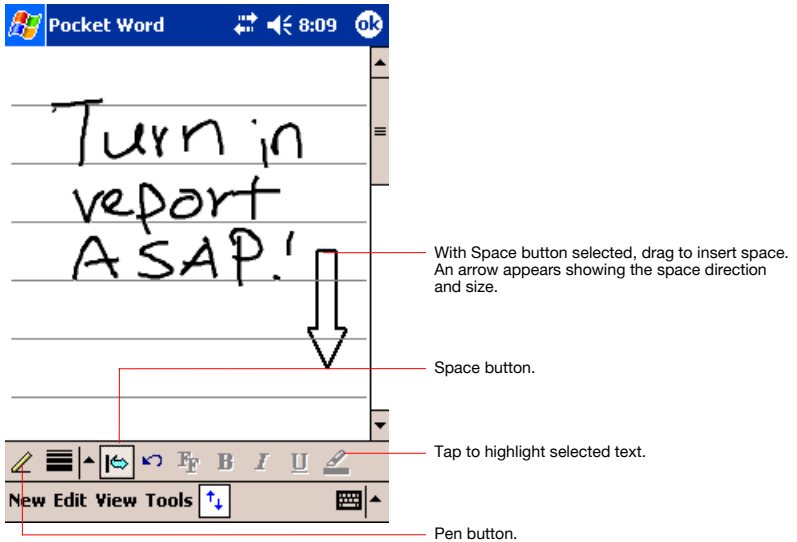 Pocket Word 8:09 ok
Turn in
report
ASAP!
With Space button selected, drag to insert space.
An arrow appears showing the space direction
and size.
Space button.
FF B I U
Tap to highlight selected text.
New Edit View Tools
Pen button.